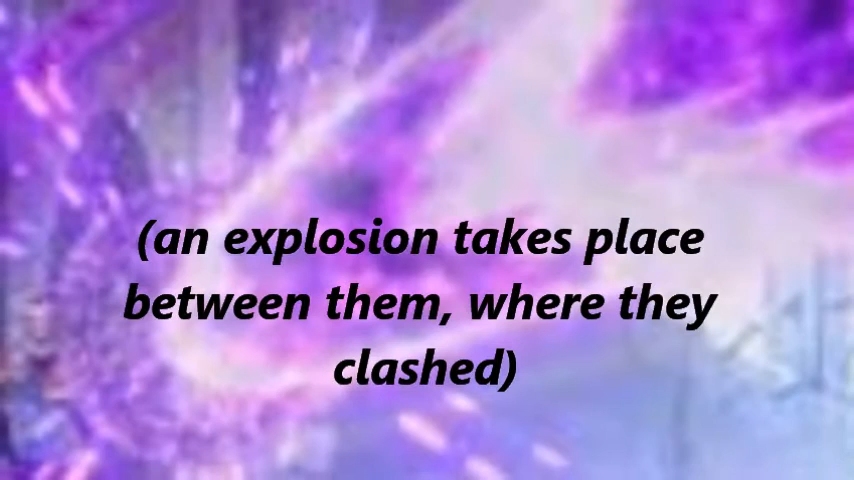 (an explosion takes place
between them, where they
clashed)